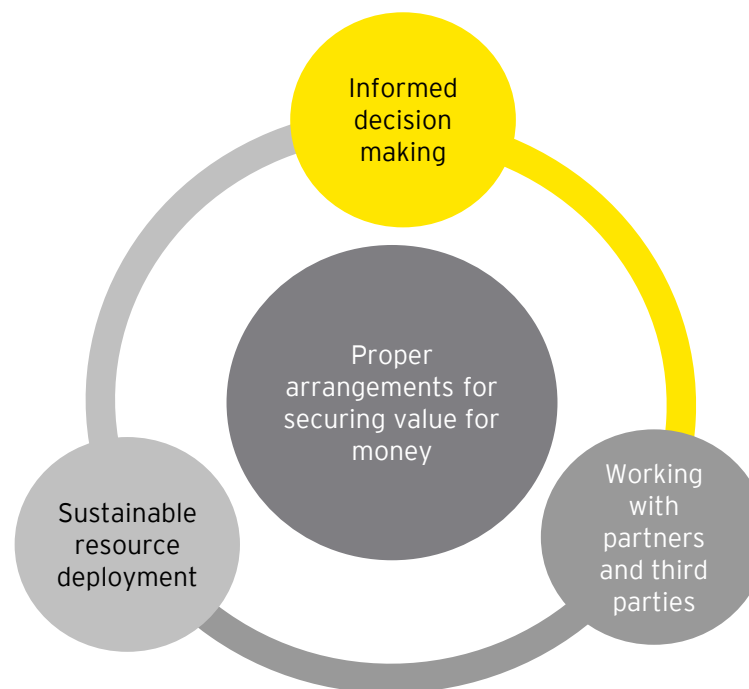 Informed
decision
making
Proper
arrangements for
securing value for
money
Sustainable
resource
deployment
Working
with
partners
and third
parties